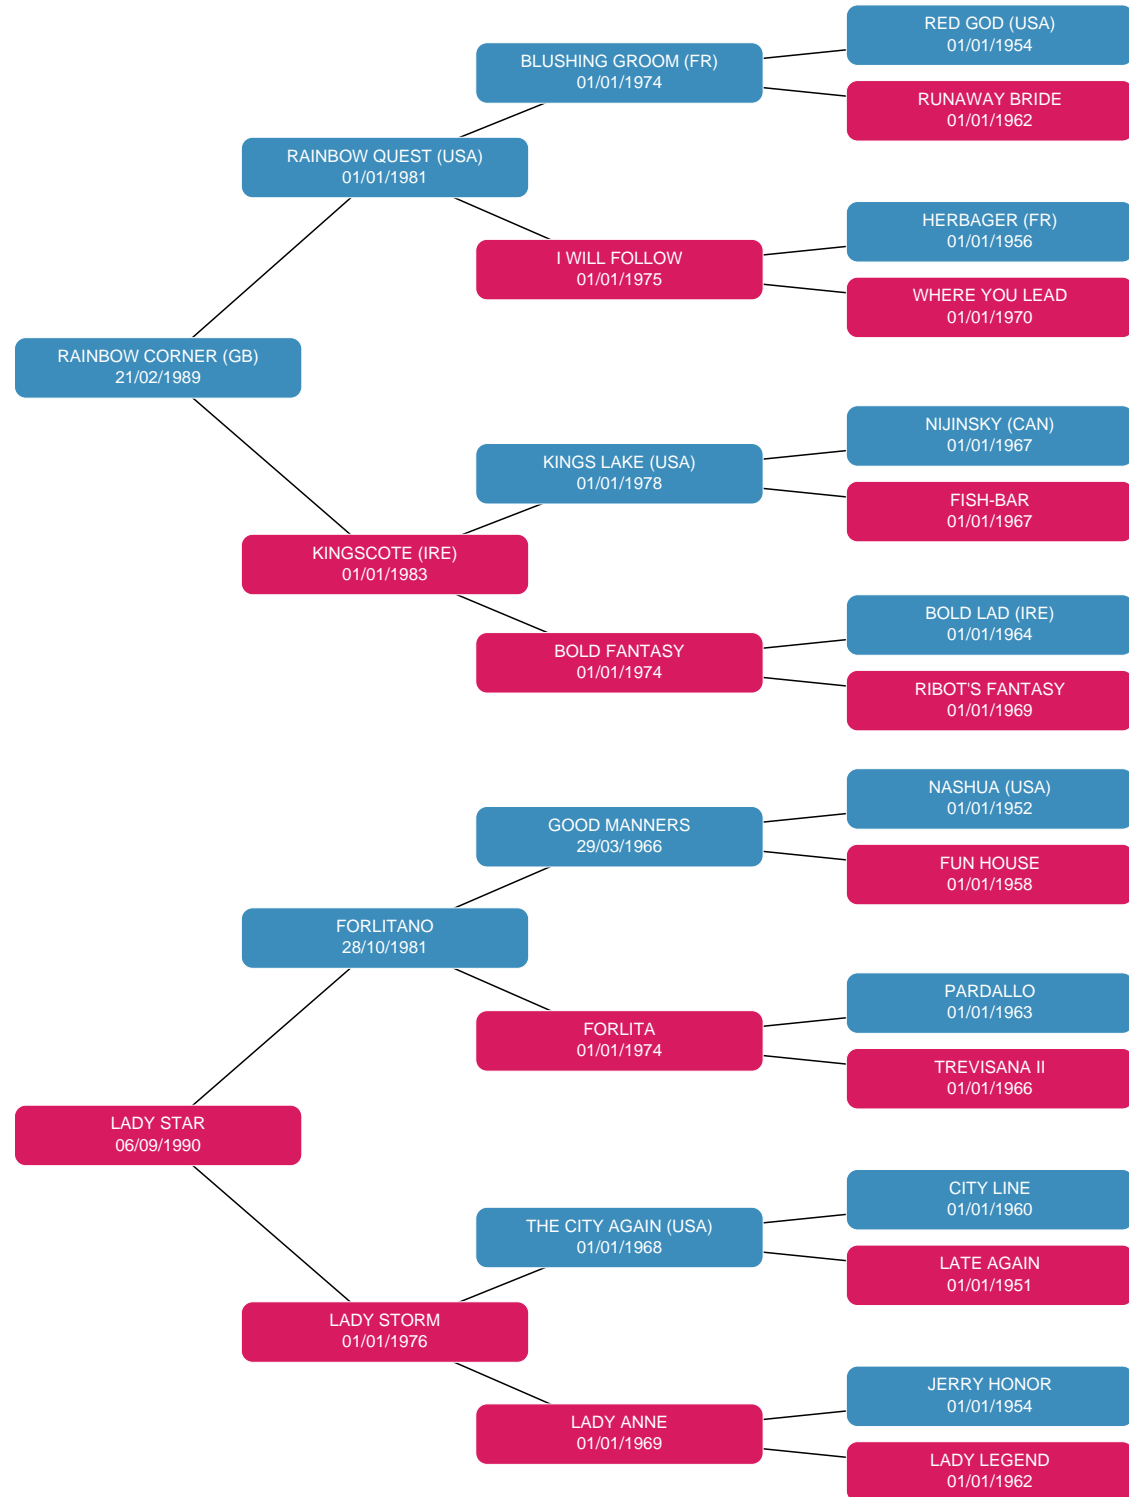 RED GOD (USA)
01/01/1954
BLUSHING GROOM (FR)
01/01/1974
RUNAWAY BRIDE
01/01/1962
RAINBOW QUEST (USA)
01/01/1981
HERBAGER (FR)
01/01/1956
I WILL FOLLOW
01/01/1975
WHERE YOU LEAD
01/01/1970
RAINBOW CORNER (GB)
21/02/1989
NIJINSKY (CAN)
01/01/1967
KINGS LAKE (USA)
01/01/1978
FISH-BAR
01/01/1967
KINGSCOTE (IRE)
01/01/1983
BOLD LAD (IRE)
01/01/1964
BOLD FANTASY
01/01/1974
RIBOT'S FANTASY
01/01/1969
NASHUA (USA)
01/01/1952
GOOD MANNERS
29/03/1966
FUN HOUSE
01/01/1958
FORLITANO
28/10/1981
PARDALLO
01/01/1963
FORLITA
01/01/1974
TREVISANA II
01/01/1966
LADY STAR
06/09/1990
CITY LINE
01/01/1960
THE CITY AGAIN (USA)
01/01/1968
LATE AGAIN
01/01/1951
LADY STORM
01/01/1976
JERRY HONOR
01/01/1954
LADY ANNE
01/01/1969
LADY LEGEND
01/01/1962